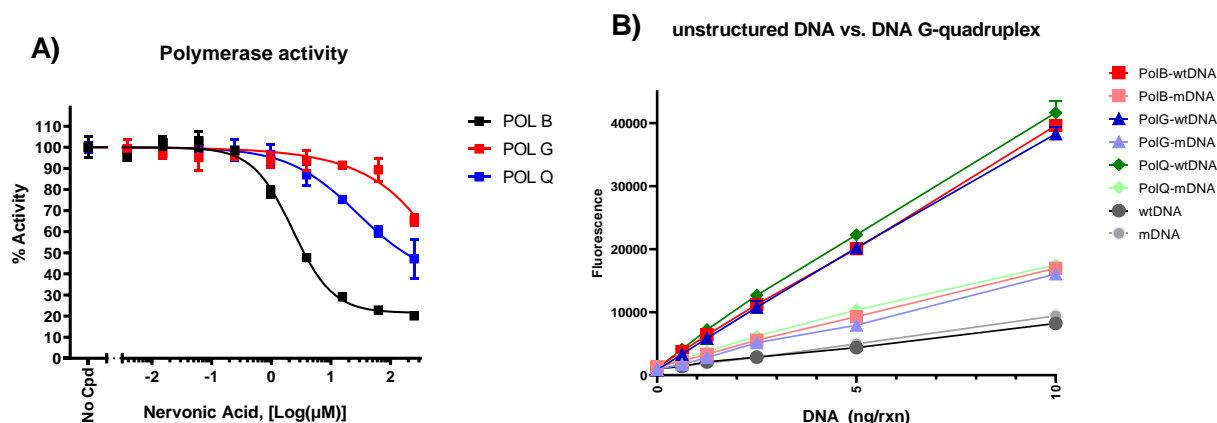 A)
Polymerase activity
110
100
90
80
70
60
50
40
30
20
10
0
% Activity
No Cpd
-2
-1
0
1
2
Nervonic Acid, [Log(µM)]
POL B
POL G
POL Q
B)
unstructured DNA vs. DNA G-quadruplex
40000
30000
20000
10000
0
Fluorescence
0
5
10
DNA (ng/rxn)
PolB-wtDNA
PolB-mDNA
PolG-wtDNA
PolG-mDNA
PolQ-wtDNA
PolQ-mDNA
wtDNA
mDNA